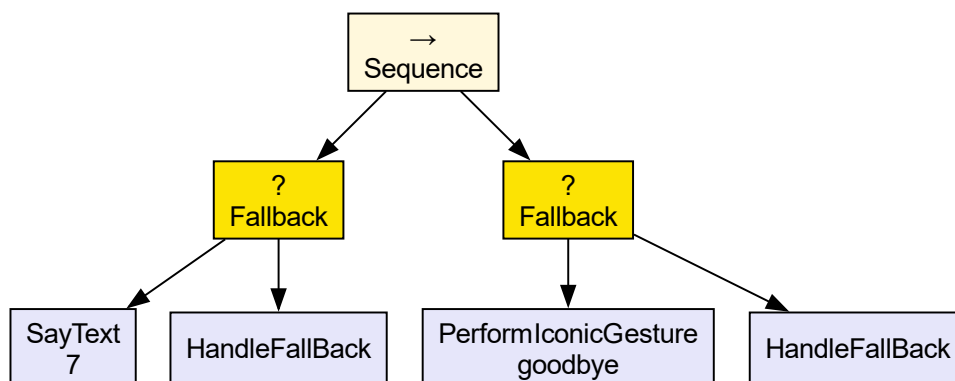 →
Sequence
?
Fallback
?
Fallback
SayText
7
HandleFallBack
PerformIconicGesture
goodbye
HandleFallBack